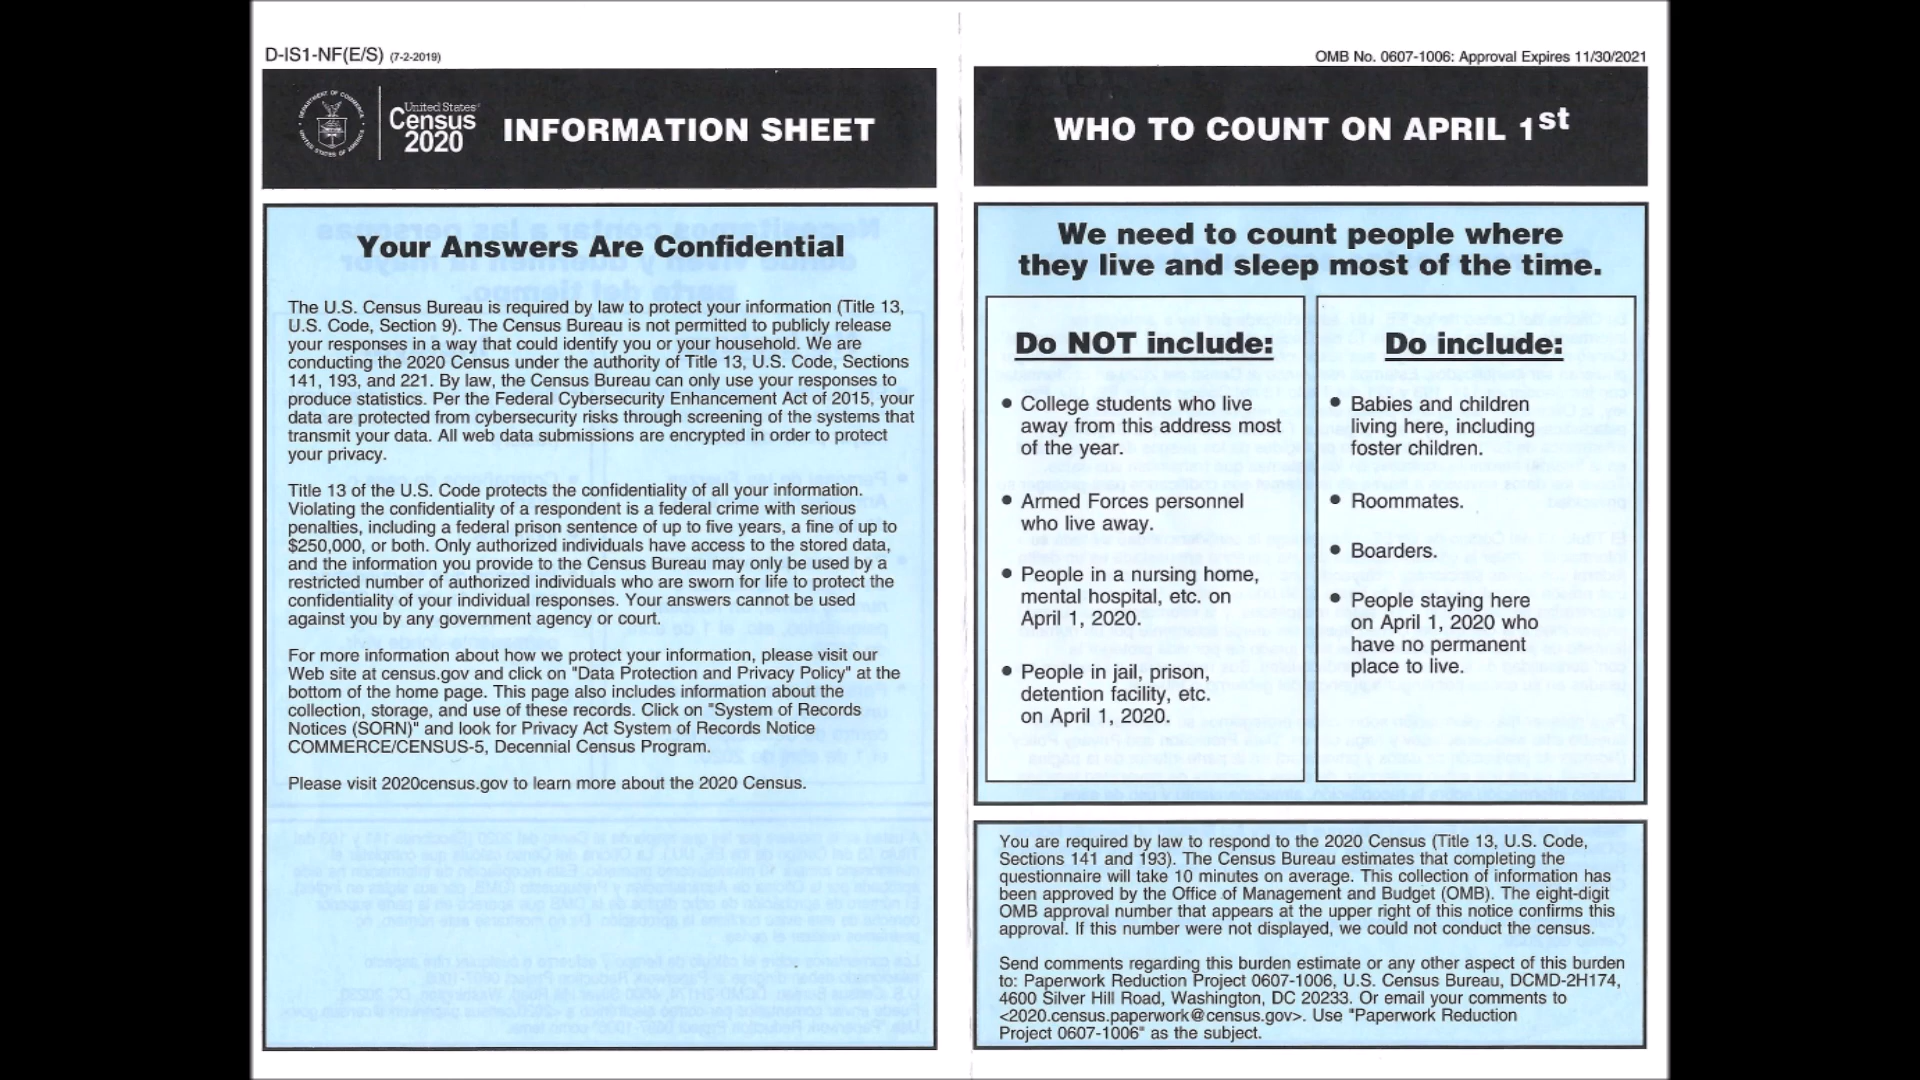 D-IS1-NF(E/S) (7-2-2019)
DEPARTMENT OF COMMERCE
UNITED STATES OF AMERICA
United States®
Census
2020
INFORMATION SHEET
Your Answers Are Confidential
The U.S. Census Bureau is required by law to protect your information (Title 13,
U.S. Code, Section 9). The Census Bureau is not permitted to publicly release
your responses in a way that could identify you or your household. We are
conducting the 2020 Census under the authority of Title 13, U.S. Code, Sections
141, 193, and 221. By law, the Census Bureau can only use your responses to
produce statistics. Per the Federal Cybersecurity Enhancement Act of 2015, your
data are protected from cybersecurity risks through screening of the systems that
transmit your data. All web data submissions are encrypted in order to protect
your privacy.
Title 13 of the U.S. Code protects the confidentiality of all your information.
Violating the confidentiality of a respondent is a federal crime with serious
penalties, including a federal prison sentence of up to five years, a fine of up to
$250,000, or both. Only authorized individuals have access to the stored data,
and the information you provide to the Census Bureau may only be used by a
restricted number of authorized individuals who are sworn for life to protect the
confidentiality of your individual responses. Your answers cannot be used
against you by any government agency or court.
For more information about how we protect your information, please visit our
Web site at census.gov and click on "Data Protection and Privacy Policy" at the
bottom of the home page. This page also includes information about the
collection, storage, and use of these records. Click on "System of Records
Notices (SORN)" and look for Privacy Act System of Records Notice
COMMERCE/CENSUS-5, Decennial Census Program.
Please visit 2020census.gov to learn more about the 2020 Census.
OMB No. 0607-1006: Approval Expires 11/30/2021
WHO TO COUNT ON APRIL 1st
We need to count people where
they live and sleep most of the time.
Do NOT include:
• College students who live
away from this address most
of the year.
• Armed Forces personnel
who live away.
• People in a nursing home,
mental hospital, etc. on
April 1, 2020.
• People in jail, prison,
detention facility, etc.
on April 1, 2020.
Do include:
• Babies and children
living here, including
foster children.
• Roommates.
• Boarders.
• People staying here
on April 1, 2020 who
have no permanent
place to live.
You are required by law to respond to the 2020 Census (Title 13, U.S. Code,
Sections 141 and 193). The Census Bureau estimates that completing the
questionnaire will take 10 minutes on average. This collection of information has
been approved by the Office of Management and Budget (OMB). The eight-digit
OMB approval number that appears at the upper right of this notice confirms this
approval. If this number were not displayed, we could not conduct the census.
Send comments regarding this burden estimate or any other aspect of this burden
to: Paperwork Reduction Project 0607-1006, U.S. Census Bureau, DCMD-2H174,
4600 Silver Hill Road, Washington, DC 20233. Or email your comments to
<2020.census.paperwork@census.gov>. Use "Paperwork Reduction
Project 0607-1006" as the subject.